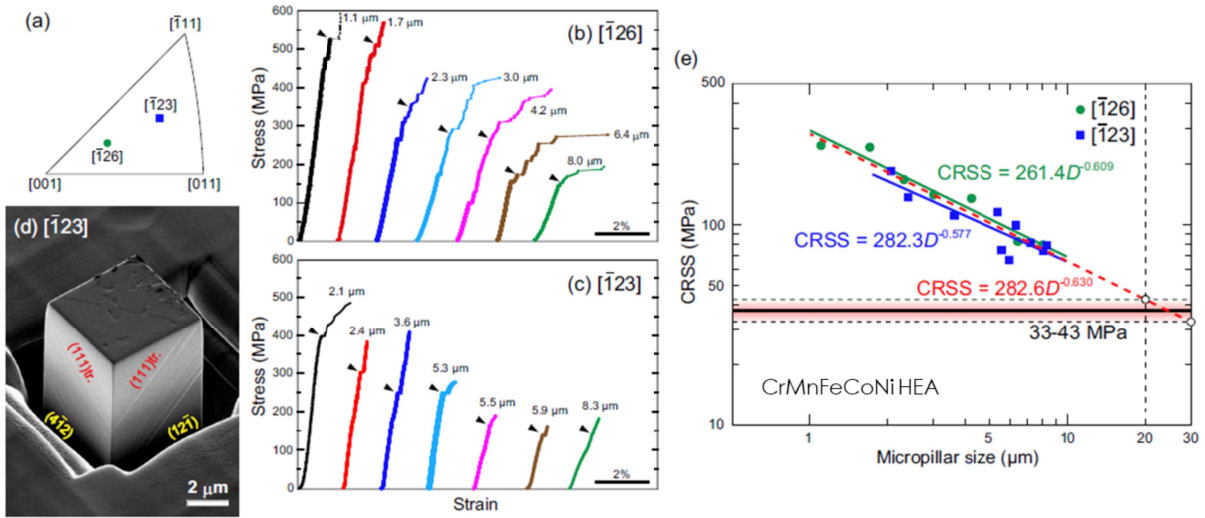 (a)
[1̅11]
[1̅23]
[1̅26]
[001]
[011]
(b) [1̅26]
1.1 μm
1.7 μm
2.3 μm
3.0 μm
4.2 μm
6.4 μm
8.0 μm
Stress (MPa)
600
500
400
300
200
100
0
2%
(c) [1̅23]
2.1 μm
2.4 μm
3.6 μm
5.3 μm
5.5 μm
5.9 μm
8.3 μm
Stress (MPa)
600
500
400
300
200
100
0
2%
Strain
(d) [1̅23]
(111)tr.
(111)tr.
(41̅2)
(121̅)
2 μm
(e)
[1̅26]
[1̅23]
CRSS = 261.4D-0.609
CRSS = 282.3D-0.577
CRSS = 282.6D-0.630
33-43 MPa
CrMnFeCoNi HEA
CRSS (MPa)
500
100
50
10
1
5
10
20
30
Micropillar size (μm)